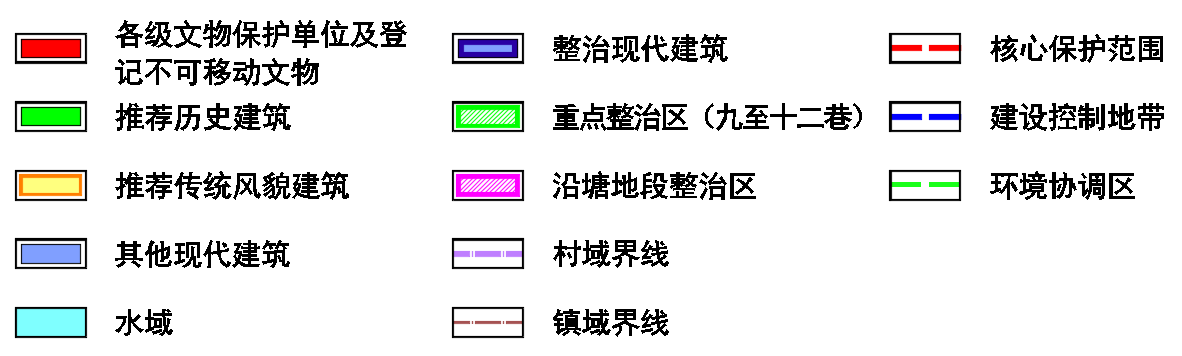 各级文物保护单位及登
记不可移动文物
推荐历史建筑
推荐传统风貌建筑
其他现代建筑
水域
整治现代建筑
重点整治区（九至十二巷）
沿塘地段整治区
村域界线
镇域界线
核心保护范围
建设控制地带
环境协调区